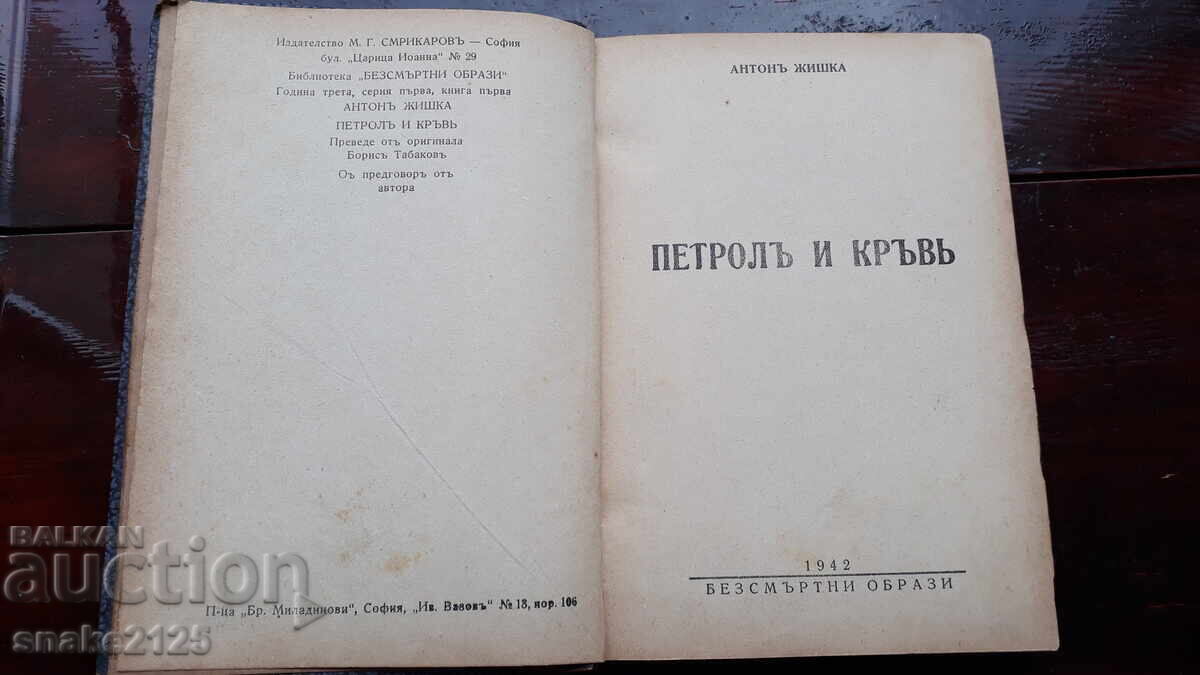 Издателство М. Г. СМРИКАРОВЪ — София
бул. „Царица Иоанна“ № 29
Библиотека „БЕЗСМЪРТНИ ОБРАЗИ“
Година трета, серия първа, книга първа
АНТОНЪ ЖИШКА
ПЕТРОЛЪ И КРЪВЬ
Преведе отъ оригинала
Борисъ Табаковъ
Оъ предговоръ отъ
автора
П-ца „Бр. Миладинови“, София, „Ив. Вазовъ“ № 13, пор. 106
АНТОНЪ ЖИШКА
ПЕТРОЛЪ И КРЪВЬ
1942
БЕЗСМЪРТНИ ОБРАЗИ
BALKAN
auction
snake2125